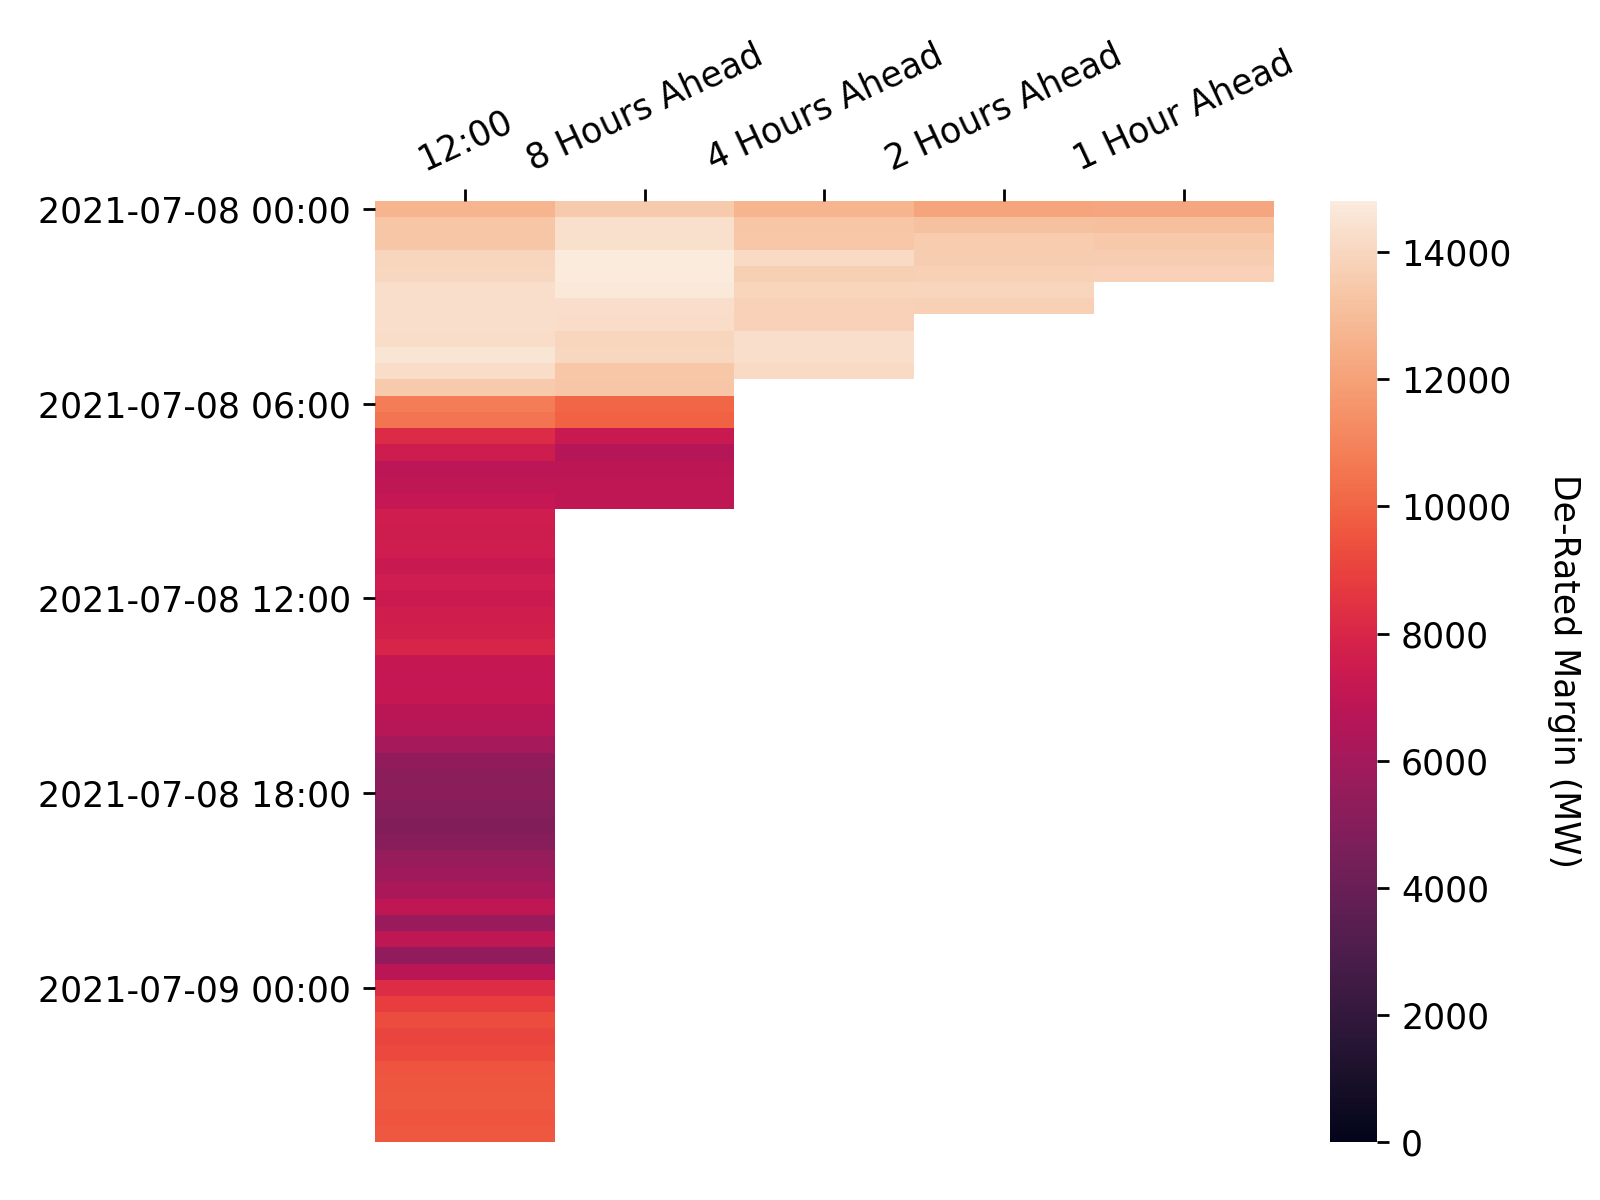 12:00
8 Hours Ahead
4 Hours Ahead
2 Hours Ahead
1 Hour Ahead
2021-07-08 00:00
2021-07-08 06:00
2021-07-08 12:00
2021-07-08 18:00
2021-07-09 00:00
14000
12000
10000
8000
6000
4000
2000
0
De-Rated Margin (MW)